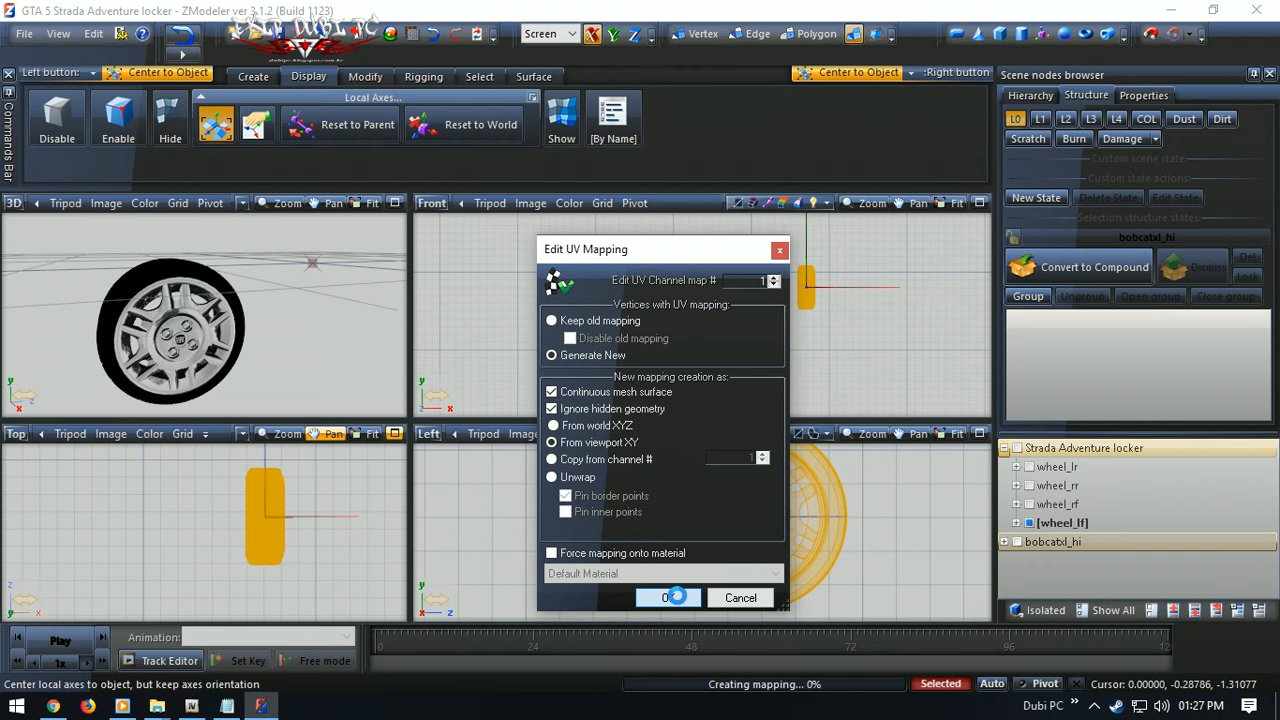 GTA 5 Strada Adventure locker - ZModeler ver 3.1.2 (Build 1123)
File View Edit Screen X Y Z Vertex Edge Polygon
Left button: Center to Object Create Display Modify Rigging Select Surface Center to Object :Right button
Scene nodes browser
Commands Bar
Local Axes...
Disable Enable Hide Reset to Parent Reset to World Show [By Name]
Hierarchy Structure Properties
L0 L1 L2 L3 L4 COL Dust Dirt
Scratch Burn Damage
Custom scene state:
Custom state actions:
New State Delete State Edit State
Selection structure states:
bobcatxl_hi
Convert to compound Dismiss Del
Lock
Group Ungroup Open group Close group
3D Tripod Image Color Grid Pivot Zoom Pan Fit
Front Tripod Image Color Grid Pivot Zoom Pan Fit
Edit UV Mapping
Edit UV Channel map # 1
Vertices with UV mapping:
Keep old mapping
Disable old mapping
Generate New
New mapping creation as:
Continuous mesh surface
Ignore hidden geometry
From world XYZ
From viewport XY
Copy from channel # 1
Unwrap
Pin border points
Pin inner points
Force mapping onto material
Default Material
Cancel
y
x
y
x
Top Tripod Image Color Grid Zoom Pan Fit
Left Tripod Image Zoom Pan Fit
z
x
y
z
Strada Adventure locker
wheel_lr
wheel_rr
wheel_rf
[wheel_lf]
bobcatxl_hi
Isolated Show All
Play Animation:
1x Track Editor Set Key Free mode
0 24 48 72 96
Center local axes to object, but keep axes orientation Creating mapping... 0% Selected Auto Pivot Cursor: 0.00000, -0.28786, -1.31077
Dubi PC 01:27 PM